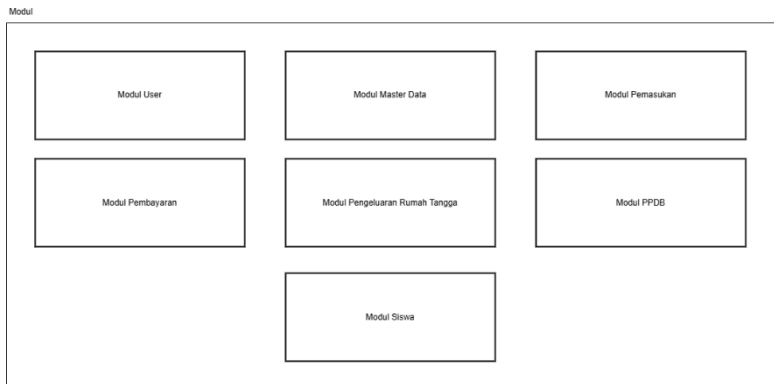 Modul
Modul User
Modul Master Data
Modul Pemasukan
Modul Pembayaran
Modul Pengeluaran Rumah Tangga
Modul PPDB
Modul Siswa